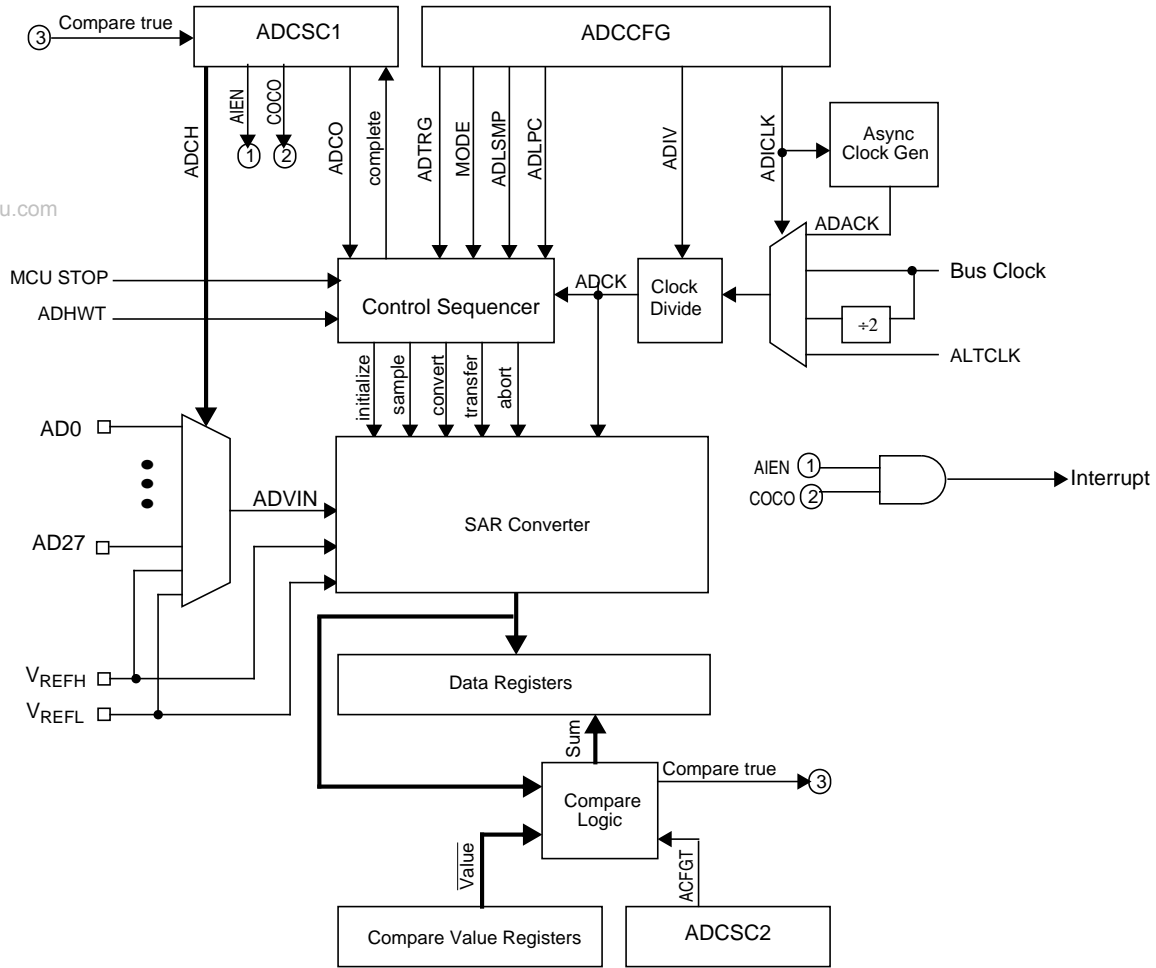 ADCSC1
ADCCFG
3
Compare true
ADCH
AIEN
COCO
1
2
ADCO
complete
ADTRG
MODE
ADLSMP
ADLPC
ADIV
ADICLK
Async
Clock Gen
u.com
ADACK
MCU STOP
ADHWT
Control Sequencer
ADCK
Clock
Divide
Bus Clock
÷2
ALTCLK
initialize
sample
convert
transfer
abort
AD0
AD27
ADVIN
SAR Converter
AIEN 1
COCO 2
Interrupt
VREFH
VREFL
Data Registers
Sum
Compare true
3
Compare
Logic
Value
ACFGT
Compare Value Registers
ADCSC2